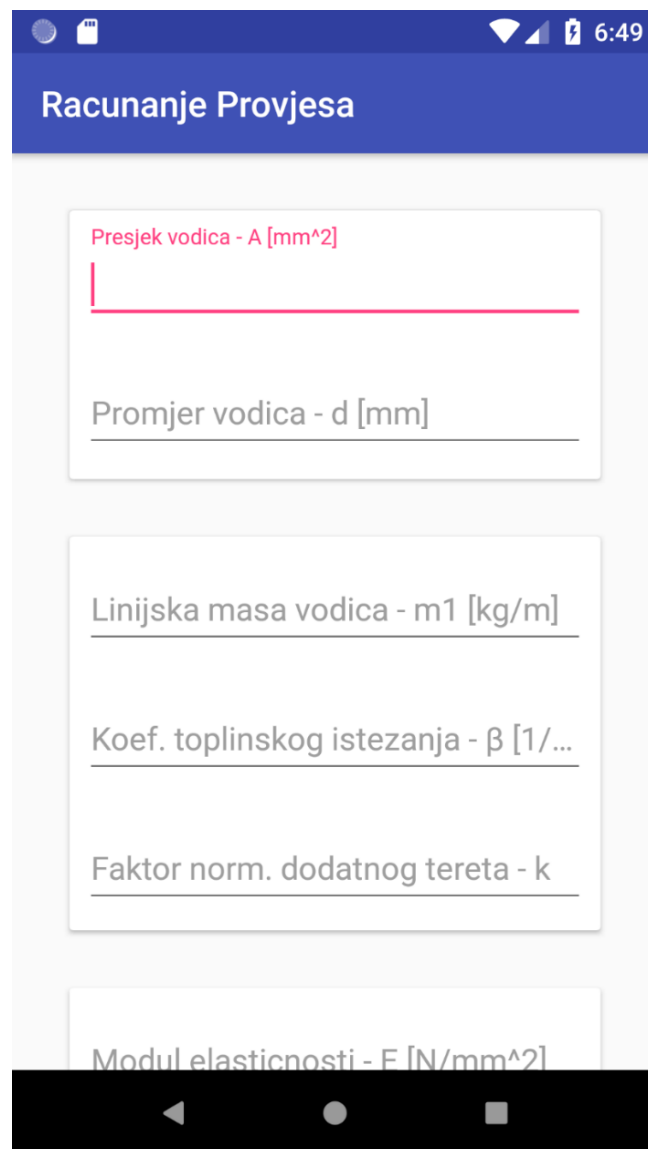 6:49
Racunanje Provjesa
Presjek vodica - A [mm^2]
Promjer vodica - d [mm]
Linijska masa vodica - m1 [kg/m]
Koef. toplinskog istezanja - β [1/...
Faktor norm. dodatnog tereta - k
Modul elasticnosti - E [N/mm^2]